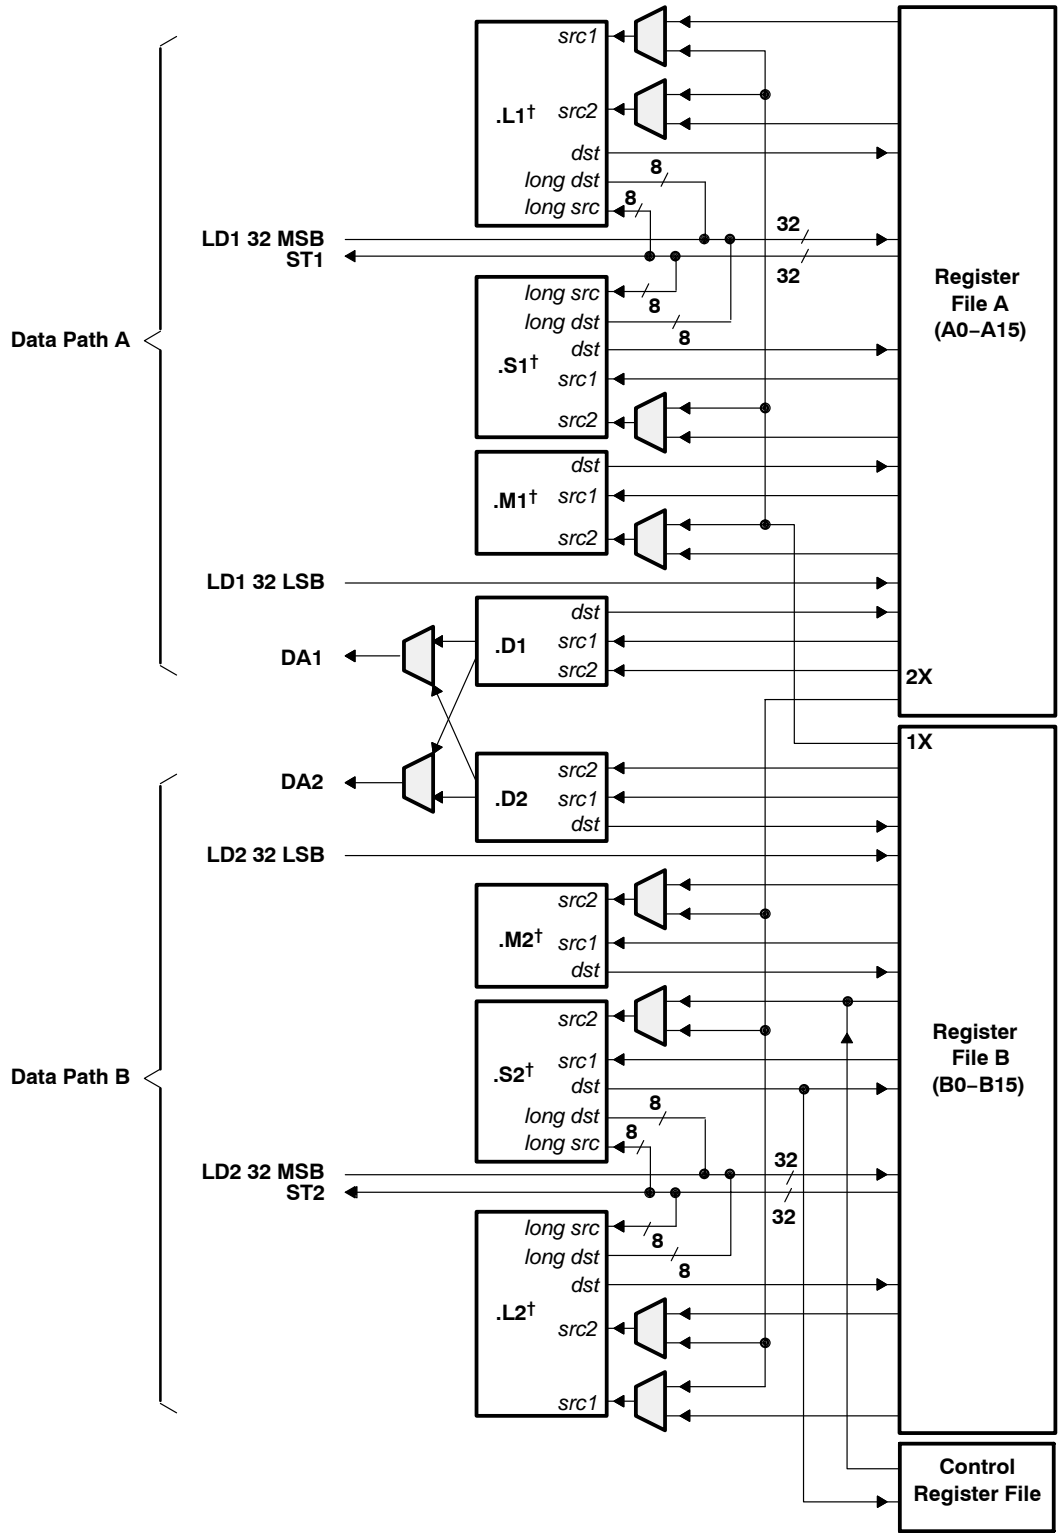 src1
.L1†
src2
dst
8
long dst
8
long src
LD1 32 MSB
32
ST1
32
Register
File A
(A0−A15)
long src
8
long dst
8
dst
Data Path A
.S1†
src1
src2
dst
.M1†
src1
src2
LD1 32 LSB
dst
.D1
src1
DA1
src2
2X
1X
src2
DA2
.D2
src1
dst
LD2 32 LSB
src2
.M2†
src1
dst
src2
Register
File B
(B0−B15)
src1
Data Path B
.S2†
dst
8
long dst
8
long src
LD2 32 MSB
32
ST2
32
long src
8
long dst
8
dst
.L2†
src2
src1
Control
Register File